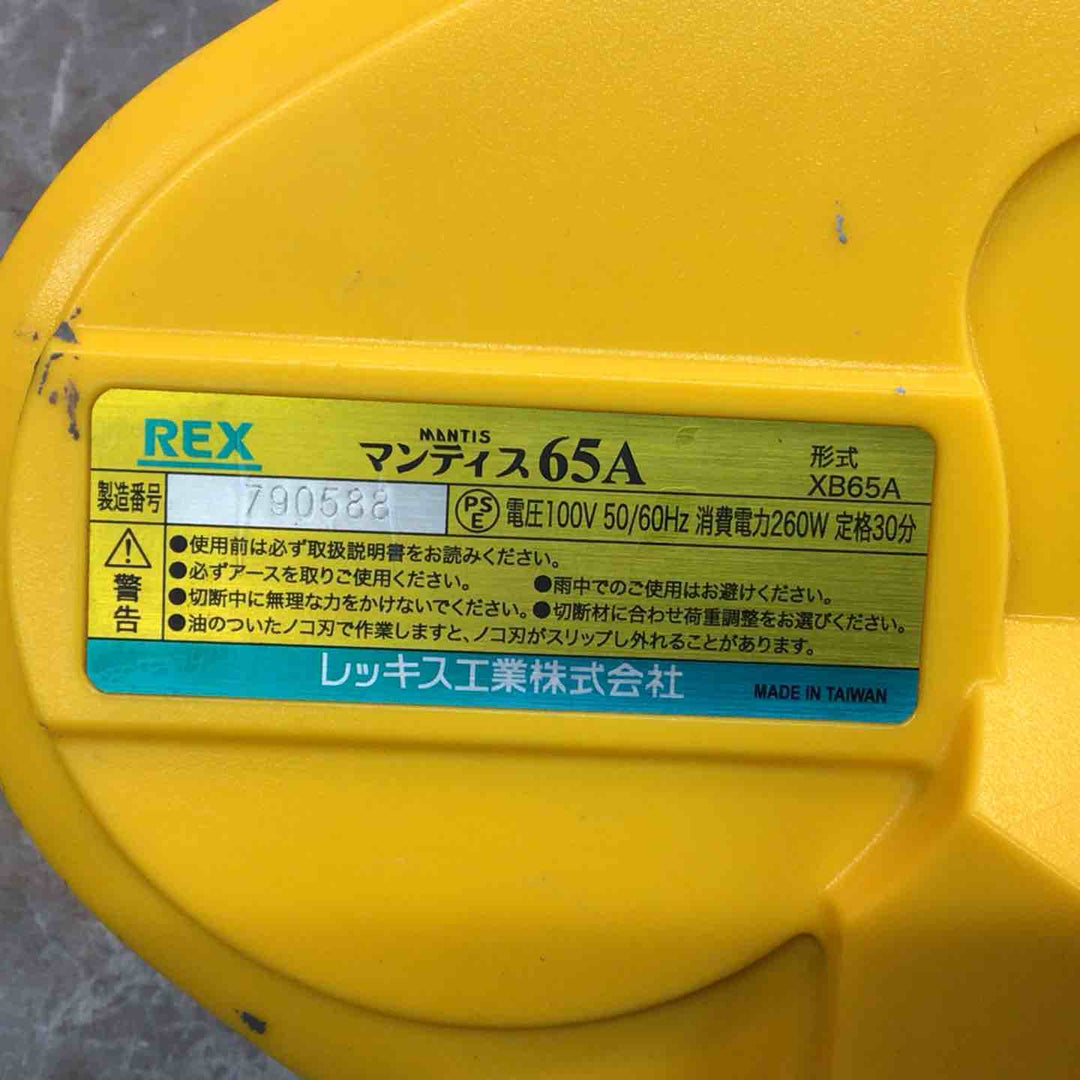 REX
MANTIS
マンティス65A
形式
XB65A
製造番号
790588
PSE
電圧100V 50/60Hz 消費電力260W 定格30分
警告
●使用前は必ず取扱説明書をお読みください。
●必ずアースを取りご使用ください。
●雨中でのご使用はお避けください。
●切断中に無理な力をかけないでください。
●切断材に合わせ荷重調整をお選びください。
●油のついたノコ刃で作業しますと、ノコ刃がスリップし外れることがあります。
レッキス工業株式会社
MADE IN TAIWAN